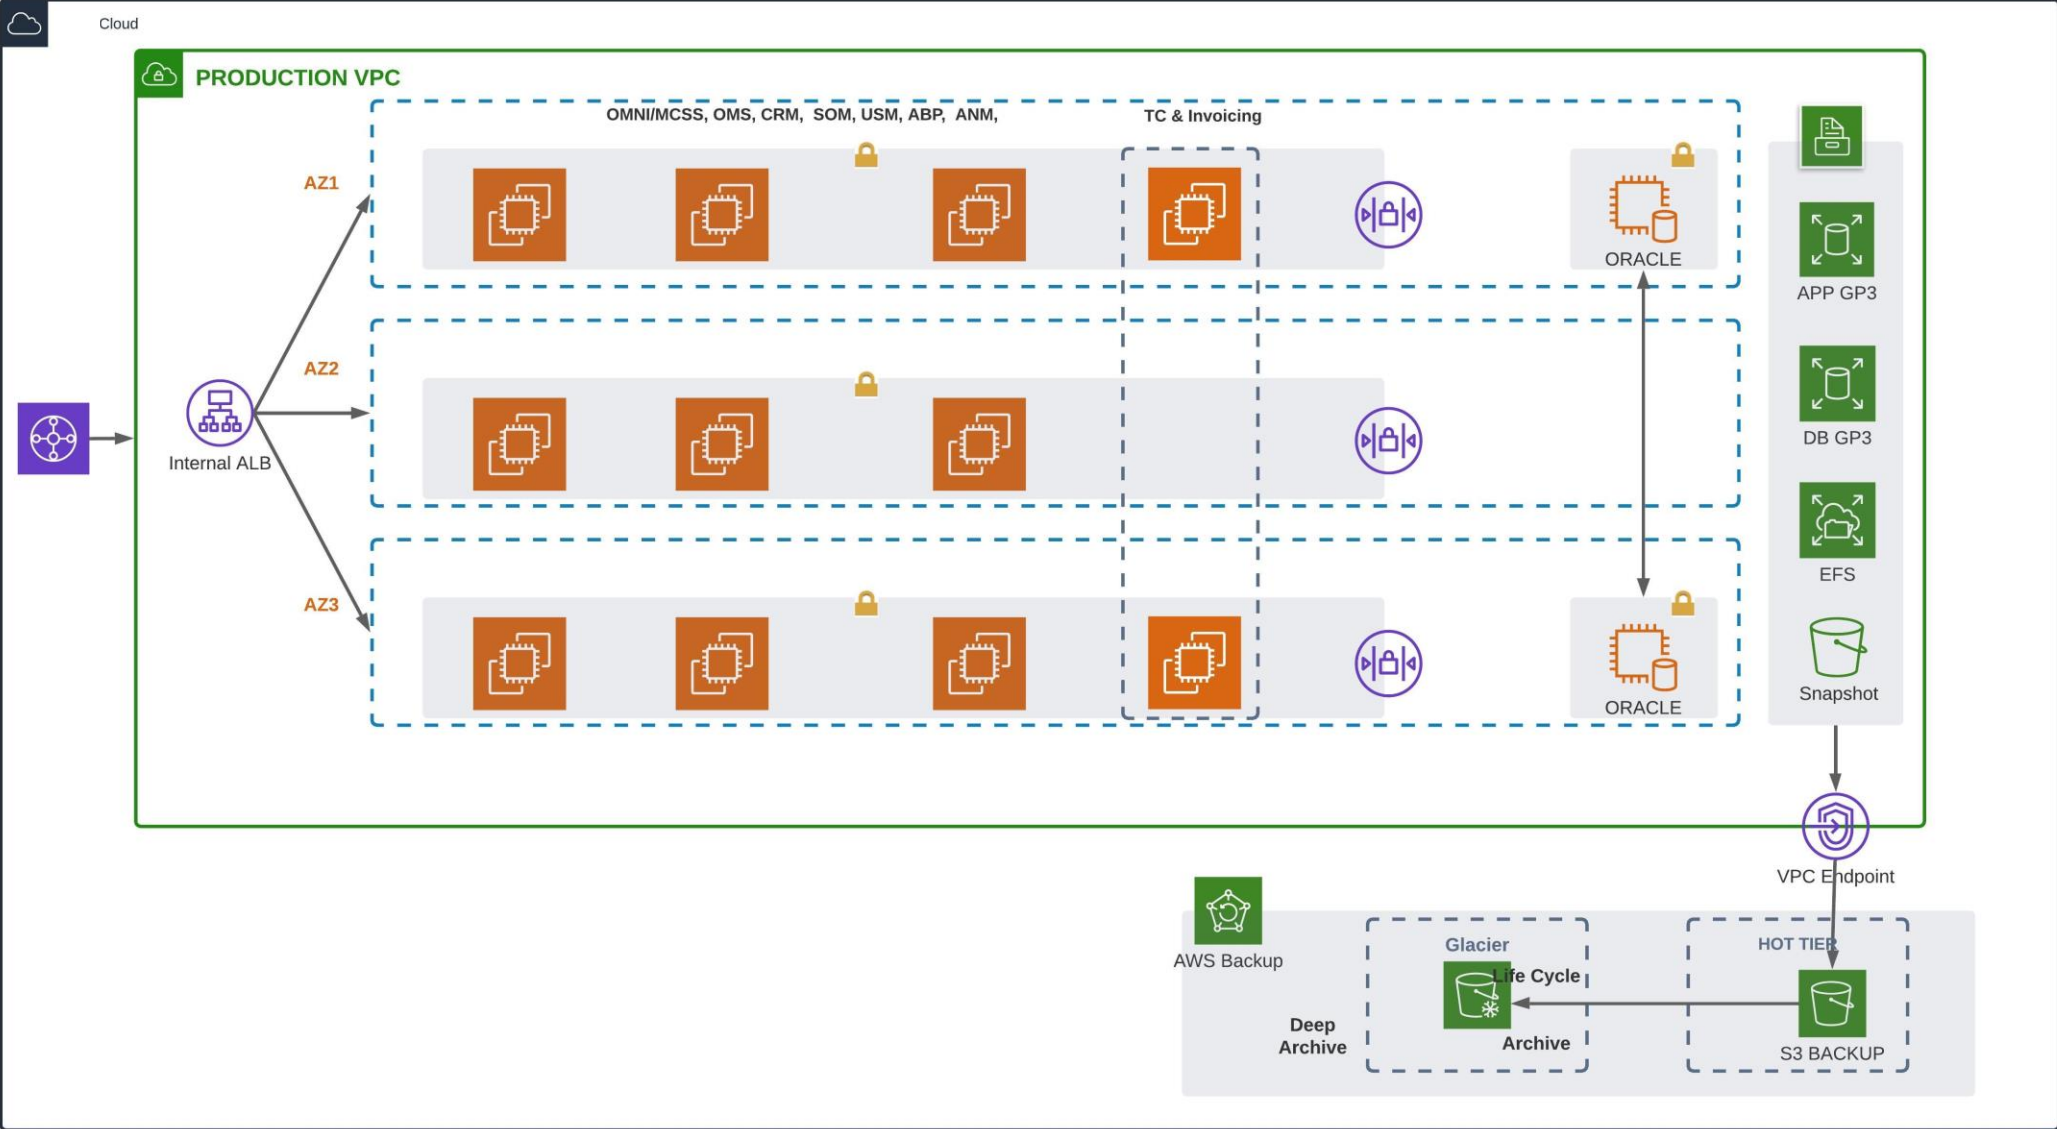 Cloud
PRODUCTION VPC
OMNI/MCSS, OMS, CRM, SOM, USM, ABP, ANM,
TC & Invoicing
AZ1
ORACLE
APP GP3
AZ2
Internal ALB
DB GP3
AZ3
EFS
ORACLE
Snapshot
VPC Endpoint
AWS Backup
Glacier
HOT TIER
Life Cycle
Deep
Archive
Archive
S3 BACKUP